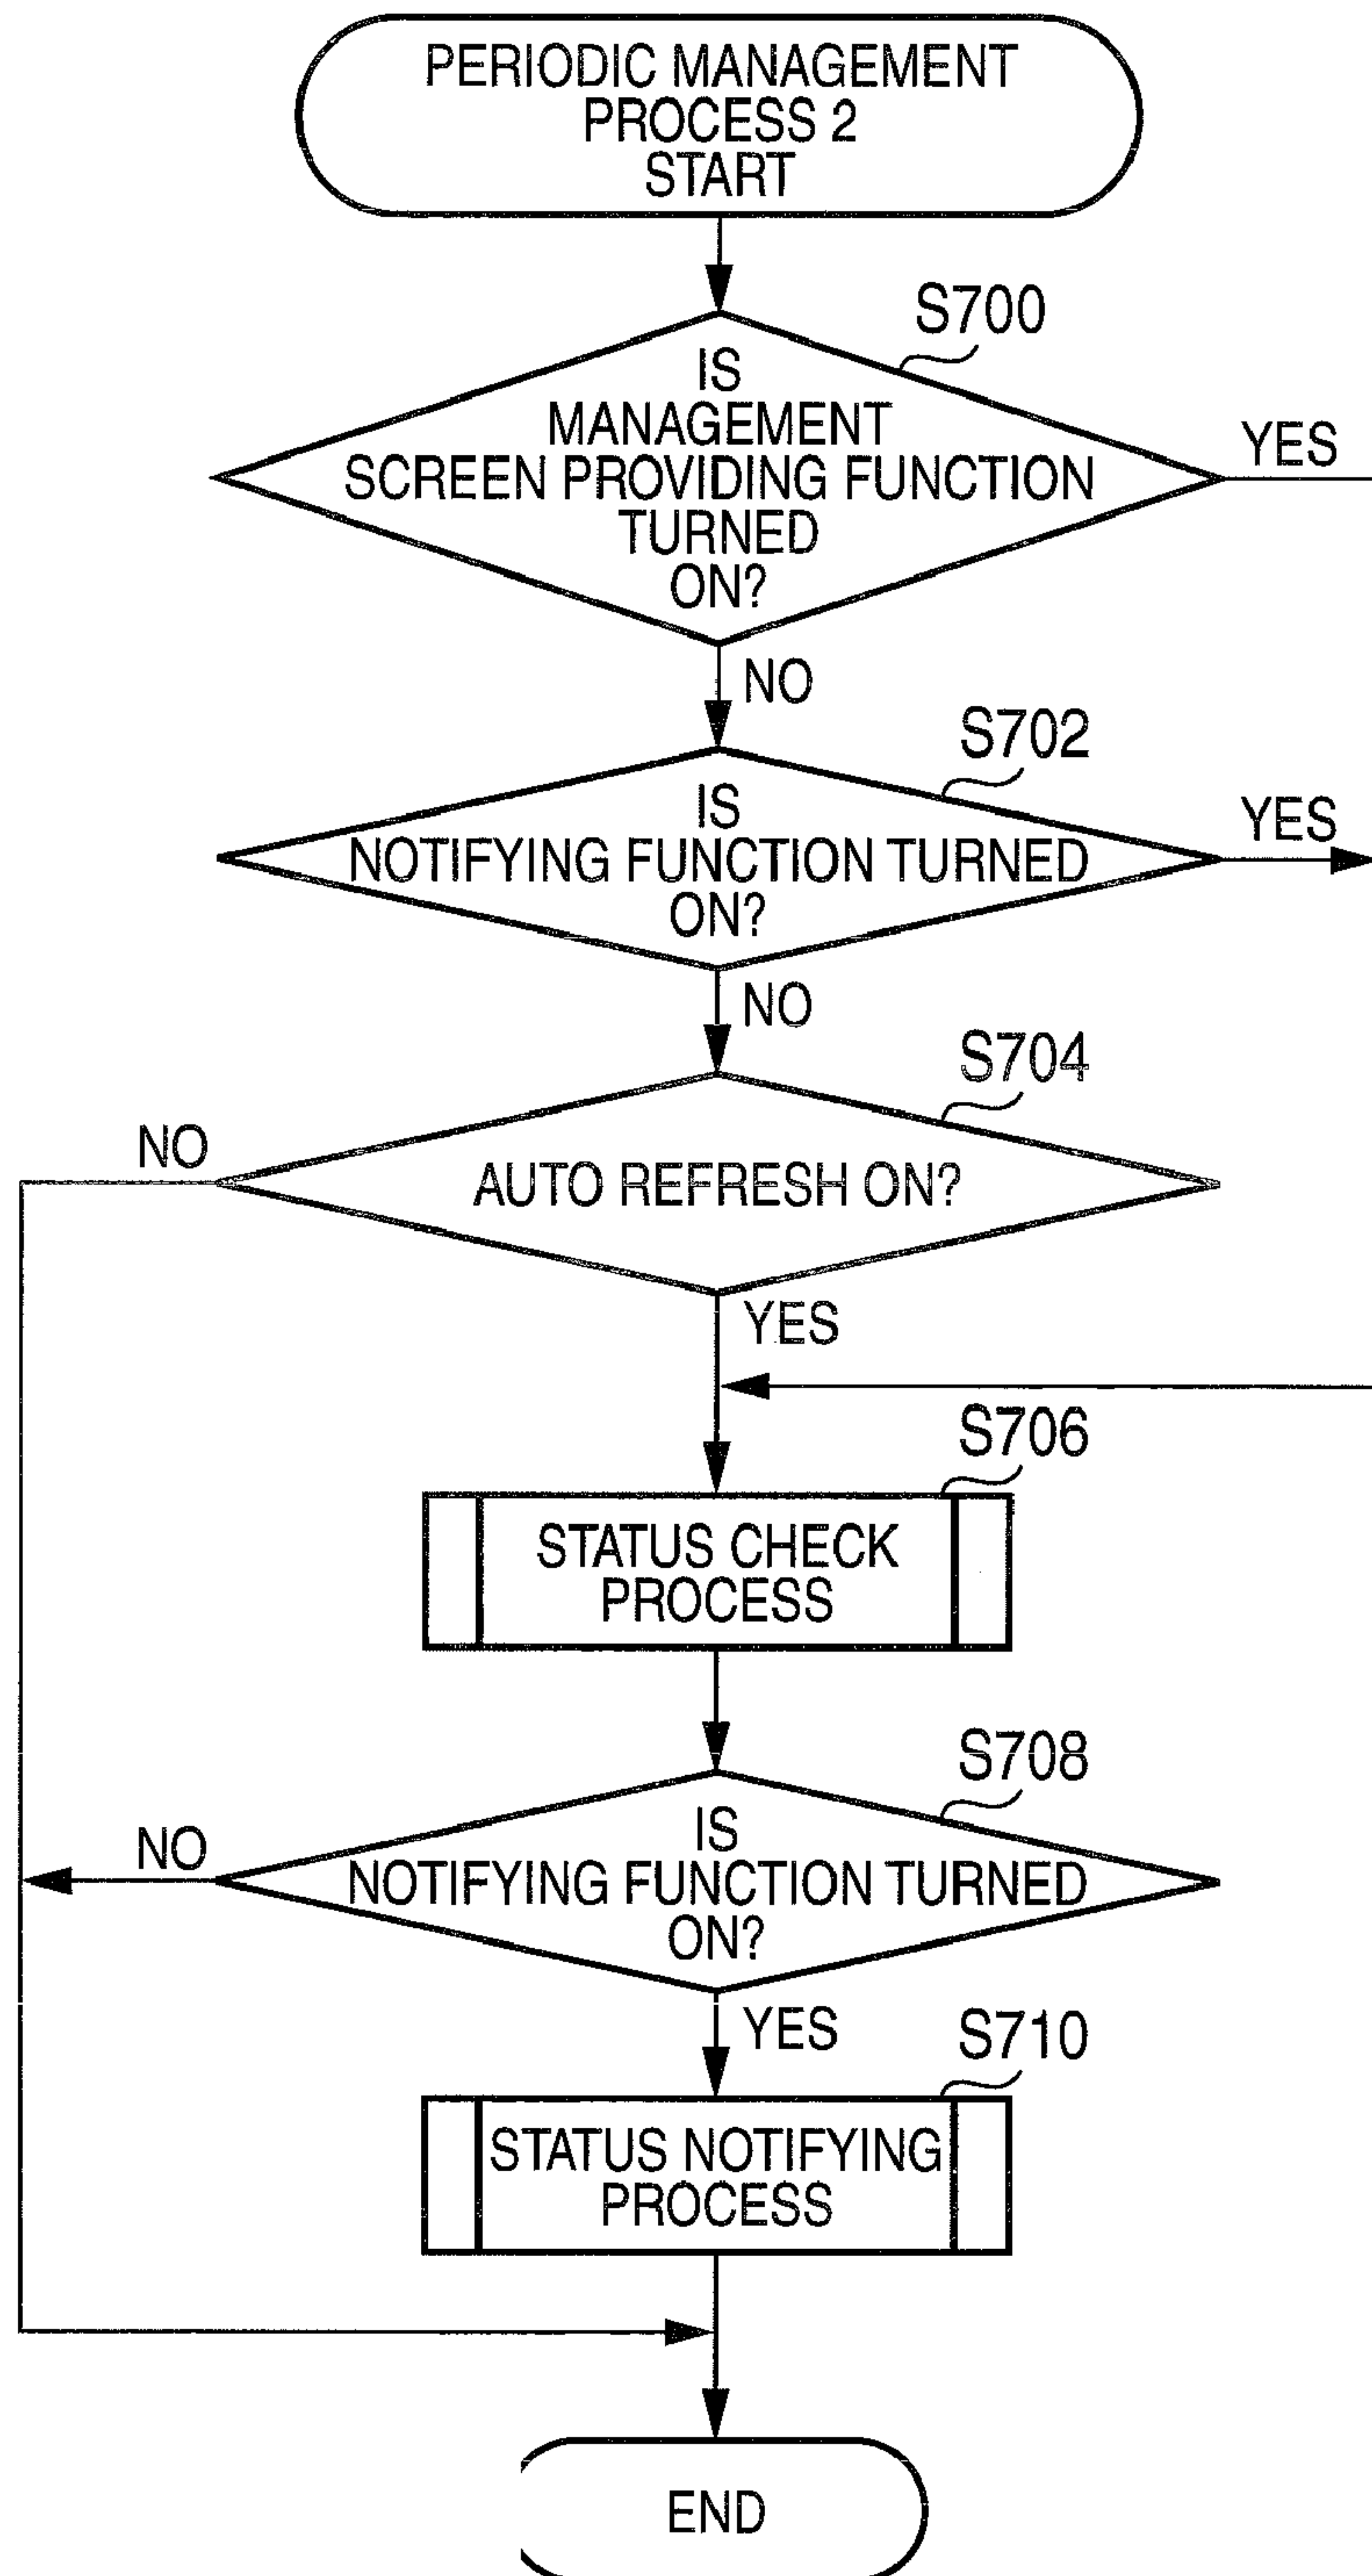 PERIODIC MANAGEMENT
PROCESS 2
START
S700
IS
MANAGEMENT
SCREEN PROVIDING FUNCTION
TURNED
ON?
YES
NO
S702
IS
NOTIFYING FUNCTION TURNED
ON?
YES
NO
S704
NO
AUTO REFRESH ON?
YES
S706
STATUS CHECK
PROCESS
S708
NO
IS
NOTIFYING FUNCTION TURNED
ON?
YES
S710
STATUS NOTIFYING
PROCESS
END